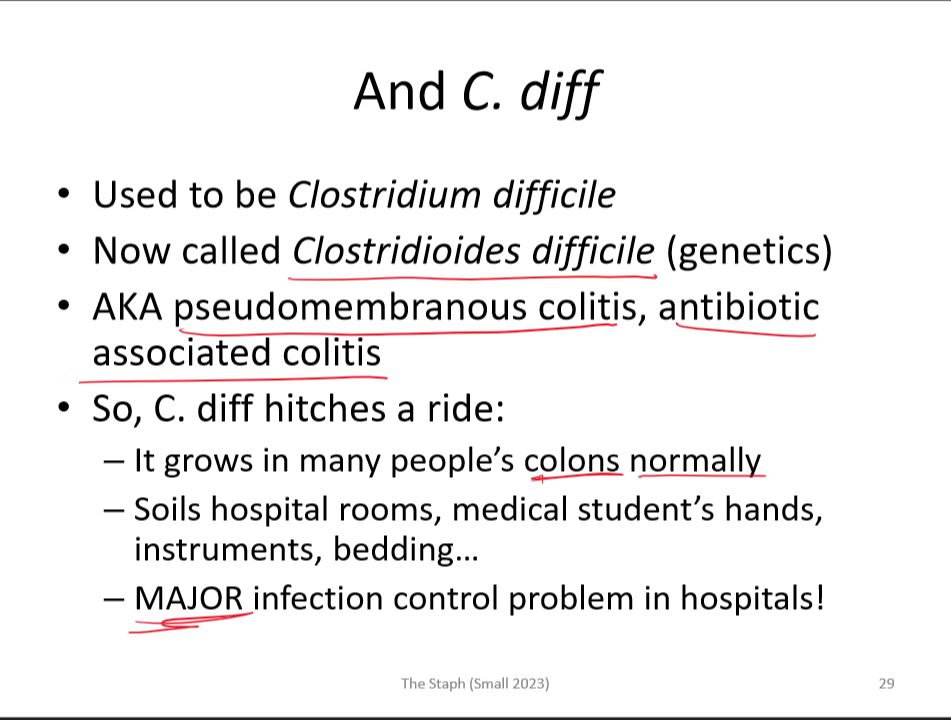 And C. diff
• Used to be Clostridium difficile
• Now called Clostridioides difficile (genetics)
• AKA pseudomembranous colitis, antibiotic
associated colitis
• So, C. diff hitches a ride:
– It grows in many people’s colons normally
– Soils hospital rooms, medical student’s hands,
instruments, bedding…
– MAJOR infection control problem in hospitals!
The Staph (Small 2023)
29